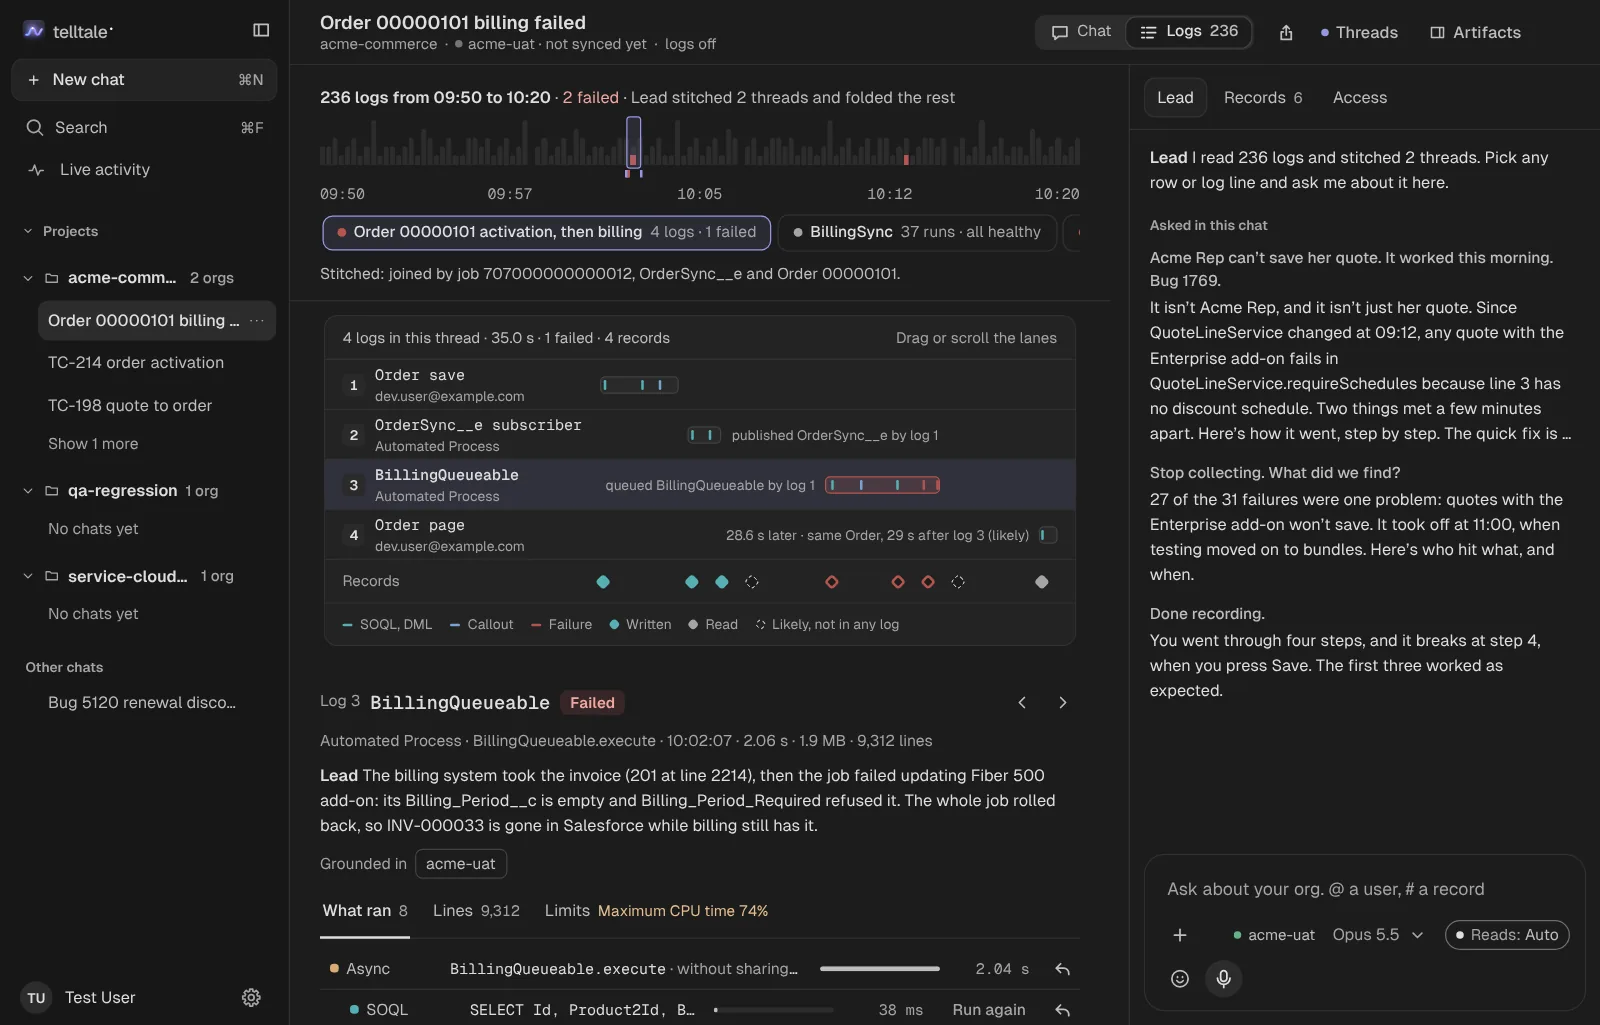 telltale
New chat ⌘N
Search ⌘F
Live activity
Projects
acme-comm... 2 orgs
Order 00000101 billing ...
TC-214 order activation
TC-198 quote to order
Show 1 more
qa-regression 1 org
No chats yet
service-cloud... 1 org
No chats yet
Other chats
Bug 5120 renewal disco...
TU Test User
Order 00000101 billing failed
acme-commerce · acme-uat · not synced yet · logs off
Chat
Logs 236
Threads
Artifacts
236 logs from 09:50 to 10:20 · 2 failed · Lead stitched 2 threads and folded the rest
09:50 09:57 10:05 10:12 10:20
Order 00000101 activation, then billing 4 logs · 1 failed
BillingSync 37 runs · all healthy
Stitched: joined by job 707000000000012, OrderSync__e and Order 00000101.
4 logs in this thread · 35.0 s · 1 failed · 4 records Drag or scroll the lanes
1 Order save
dev.user@example.com
2 OrderSync__e subscriber
Automated Process
published OrderSync__e by log 1
3 BillingQueueable
Automated Process
queued BillingQueueable by log 1
4 Order page
dev.user@example.com
28.6 s later · same Order, 29 s after log 3 (likely)
Records
SOQL, DML Callout Failure Written Read Likely, not in any log
Log 3 BillingQueueable Failed
Automated Process · BillingQueueable.execute · 10:02:07 · 2.06 s · 1.9 MB · 9,312 lines
Lead The billing system took the invoice (201 at line 2214), then the job failed updating Fiber 500
add-on: its Billing_Period__c is empty and Billing_Period_Required refused it. The whole job rolled
back, so INV-000033 is gone in Salesforce while billing still has it.
Grounded in acme-uat
What ran 8 Lines 9,312 Limits Maximum CPU time 74%
Async BillingQueueable.execute · without sharing... 2.04 s
SOQL SELECT Id, Product2Id, B... 38 ms Run again
Lead Records 6 Access
Lead I read 236 logs and stitched 2 threads. Pick any
row or log line and ask me about it here.
Asked in this chat
Acme Rep can’t save her quote. It worked this morning.
Bug 1769.
It isn’t Acme Rep, and it isn’t just her quote. Since
QuoteLineService changed at 09:12, any quote with the
Enterprise add-on fails in
QuoteLineService.requireSchedules because line 3 has
no discount schedule. Two things met a few minutes
apart. Here’s how it went, step by step. The quick fix is ...
Stop collecting. What did we find?
27 of the 31 failures were one problem: quotes with the
Enterprise add-on won’t save. It took off at 11:00, when
testing moved on to bundles. Here’s who hit what, and
when.
Done recording.
You went through four steps, and it breaks at step 4,
when you press Save. The first three worked as
expected.
Ask about your org. @ a user, # a record
acme-uat Opus 5.5 Reads: Auto